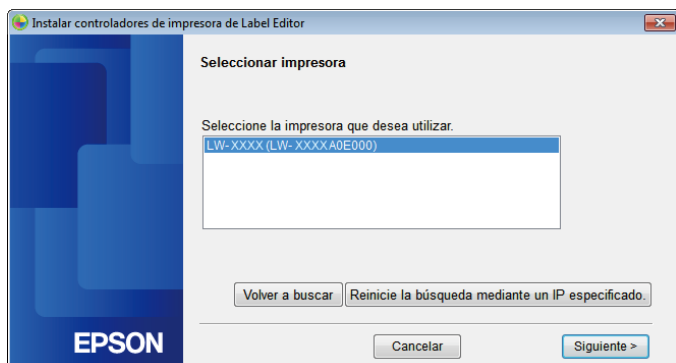 Instalar controladores de impresora de Label Editor
Seleccionar impresora
Seleccione la impresora que desea utilizar.
LW-XXXX (LW-XXXXA0E000)
Volver a buscar
Reinicie la búsqueda mediante un IP especificado.
EPSON
Cancelar
Siguiente >